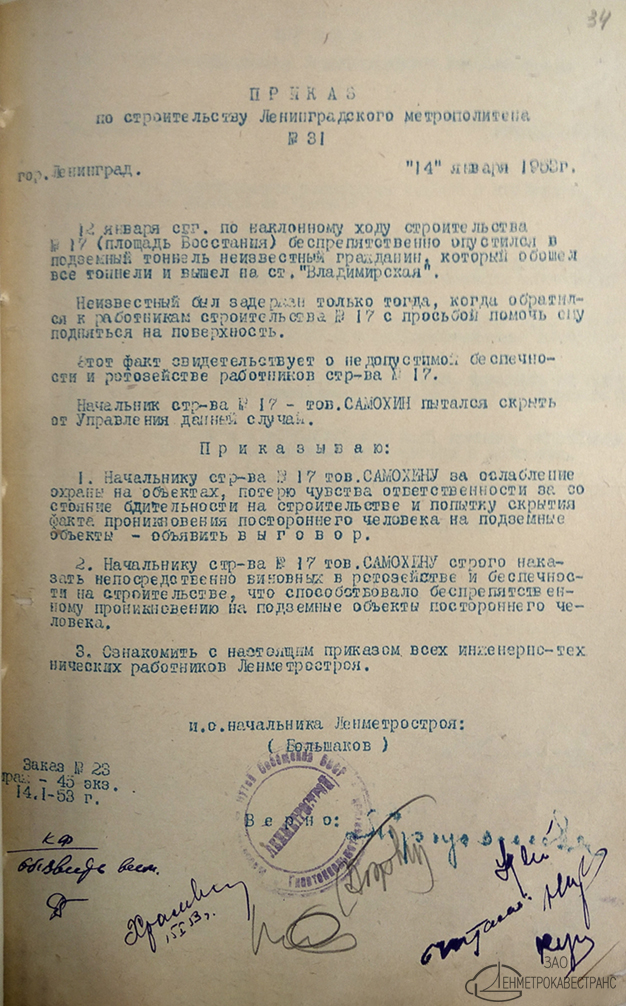 34
ПРИКАЗ
по строительству Ленинградского метрополитена
№ 31
гор.Ленинград.
"14" января 1953г.
12 января сгг. по наклонному ходу строительства
№ 17 (площадь Восстания) беспрепятственно опустился в
подземный тоннель неизвестный гражданин, который обошел
все тоннели и вышел на ст."Владимирская".
Неизвестный был задержан только тогда, когда обратил-
ся к работникам строительства № 17 с просьбой помочь ему
подняться на поверхность.
Этот факт свидетельствует о недопустимой беспечно-
сти и ротозействе работников стр-ва № 17.
Начальник стр-ва № 17 - тов.САМОХИН пытался скрыть
от Управления данный случай.
Приказываю:
1. Начальнику стр-ва № 17 тов.САМОХИНУ за ослабление
охраны на объектах, потерю чувства ответственности за со
стояние бдительности на строительстве и попытку скрытия
факта проникновения постороннего человека на подземные
объекты - объявить в ы г о в о р.
2. Начальнику стр-ва № 17 тов.САМОХИНУ строго нака-
зать непосредственно виновных в ротозействе и беспечнос-
ти на строительстве, что способствовало беспрепятствен-
ному проникновению на подземные объекты постороннего че-
ловека.
3. Ознакомить с настоящим приказом всех инженерно-тех
нических работников Ленметростроя.
и.о.начальника Ленметростроя:
( Большаков )
Заказ № 23
- 45 экз.
14.1-53 г.
Верно:
Ленметрострой
путей Сообщения СССР
15I53г.
ЗАО
ЛЕНМЕТРОКАВЕСТРАНС